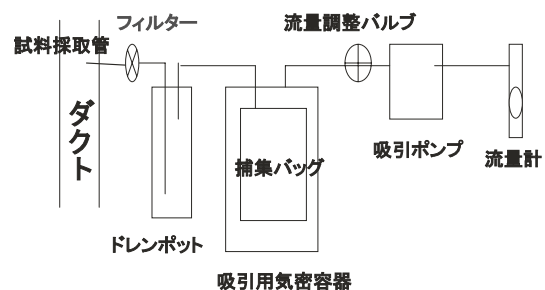 フィルター
流量調整バルブ
試料採取管
ダクト
捕集バッグ
吸引ポンプ
流量計
ドレンポット
吸引用気密容器